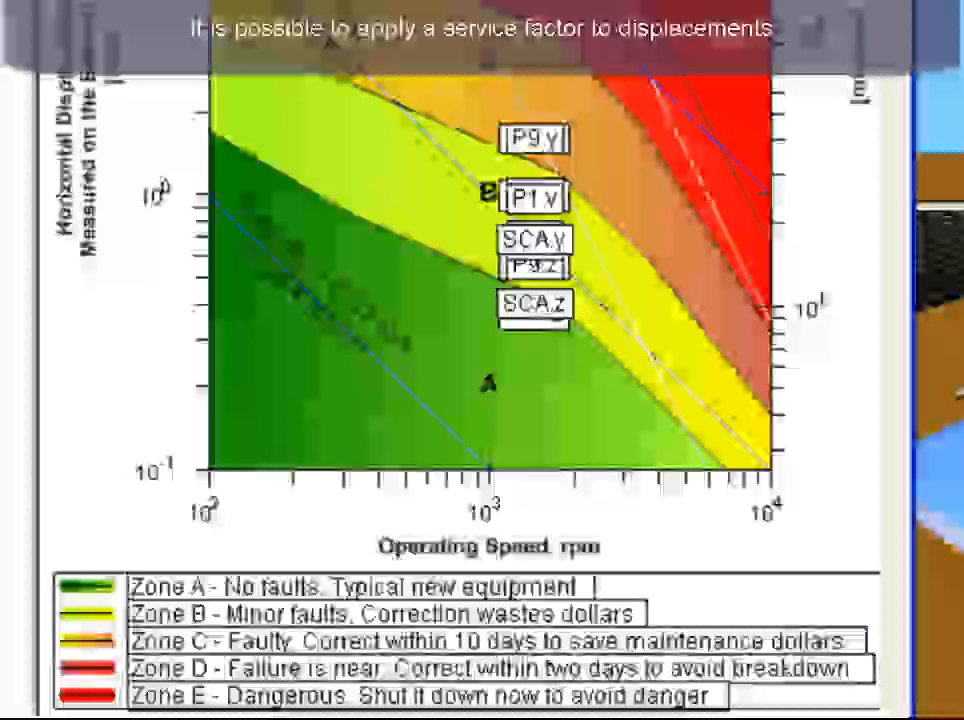 It is possible to apply a service factor to displacements
Horizontal Disp
Measured on the B
P9.y
B
P1.y
10⁰
SCA.y
P9.z
SCA.z
10¹
A
10⁻¹
10² 10³ 10⁴
Operating Speed, rpm
Zone A - No faults. Typical new equipment
Zone B - Minor faults. Correction wastes dollars
Zone C - Faulty. Correct within 10 days to save maintenance dollars
Zone D - Failure is near. Correct within two days to avoid breakdown
Zone E - Dangerous. Shut it down now to avoid danger